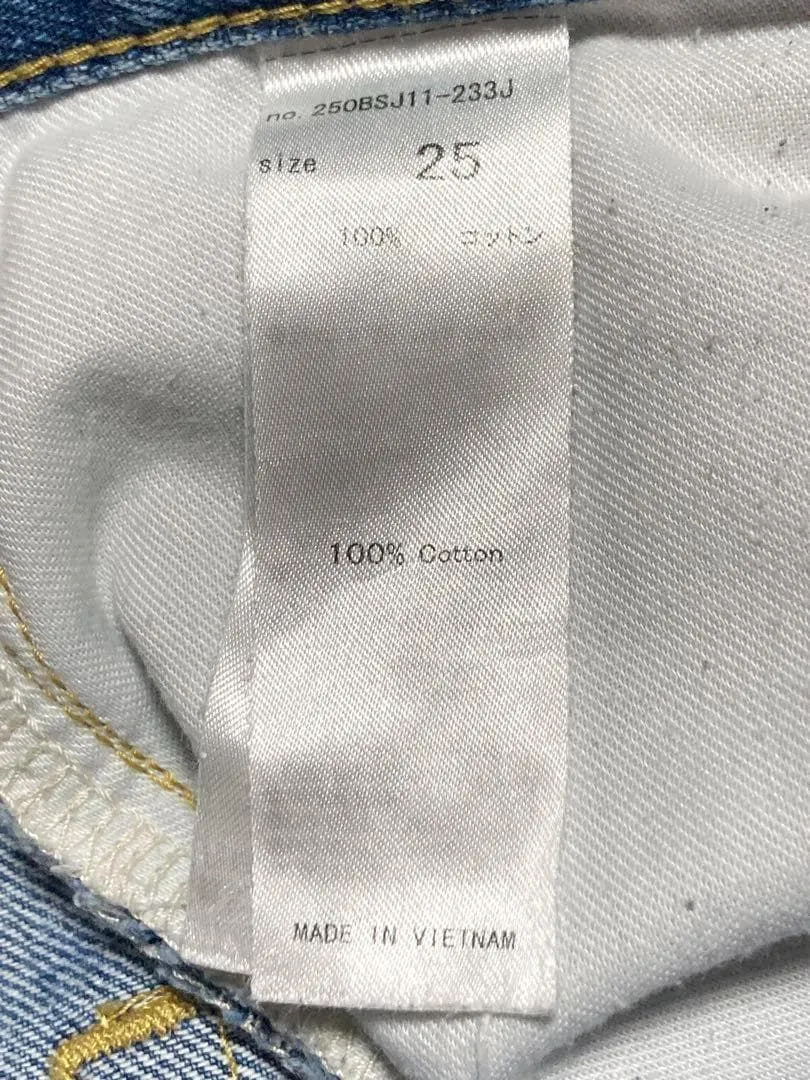 no. 250BSJ11-233J
size 25
100% コットン
100% Cotton
MADE IN VIETNAM